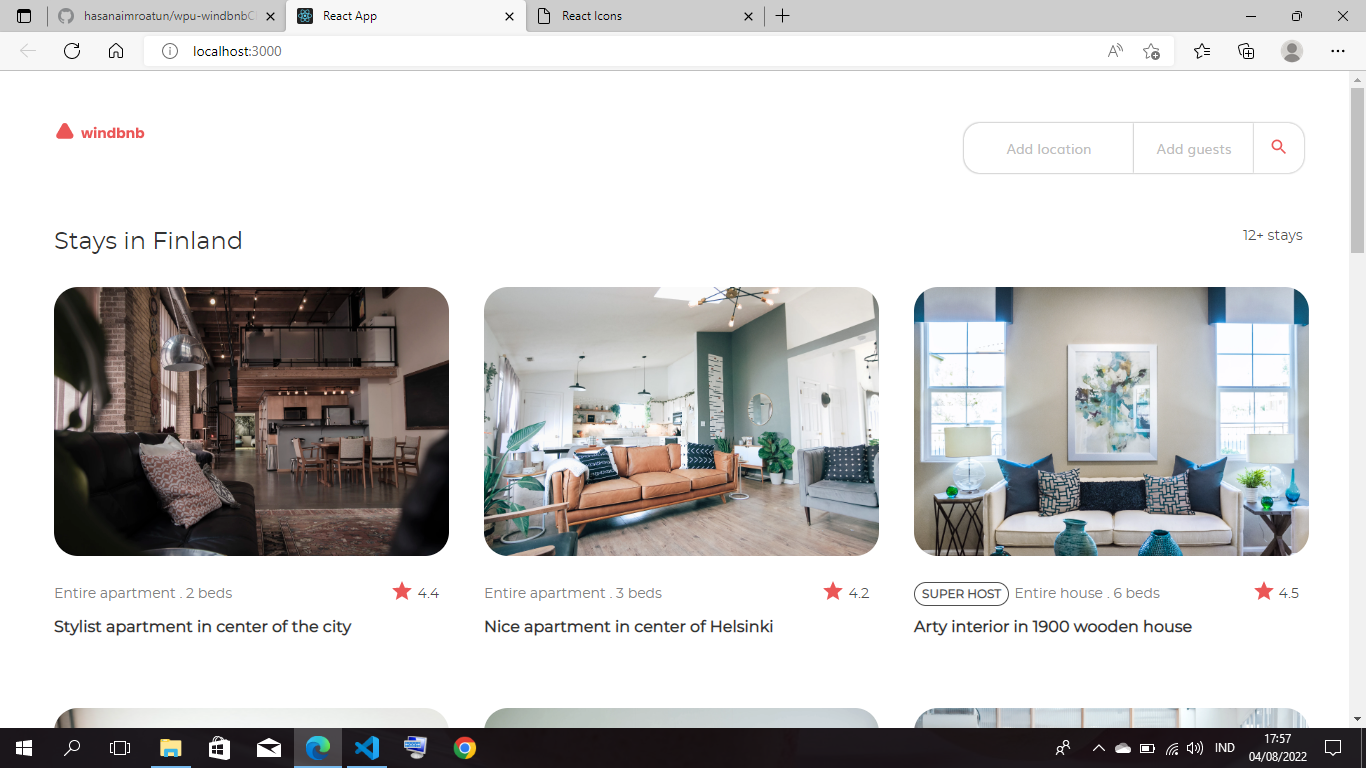 hasanaimroatun/wpu-windbnbC
React App
React Icons
localhost:3000
windbnb
Add location
Add guests
Stays in Finland
12+ stays
Entire apartment . 2 beds
4.4
Stylist apartment in center of the city
Entire apartment . 3 beds
4.2
Nice apartment in center of Helsinki
SUPER HOST
Entire house . 6 beds
4.5
Arty interior in 1900 wooden house
IND
17:57
04/08/2022